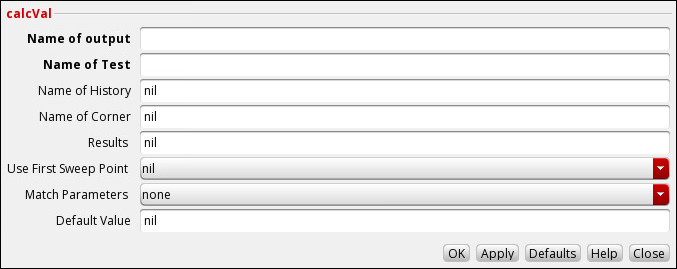 calcVal
Name of output
Name of Test
Name of History nil
Name of Corner nil
Results nil
Use First Sweep Point nil
Match Parameters none
Default Value nil
OK Apply Defaults Help Close